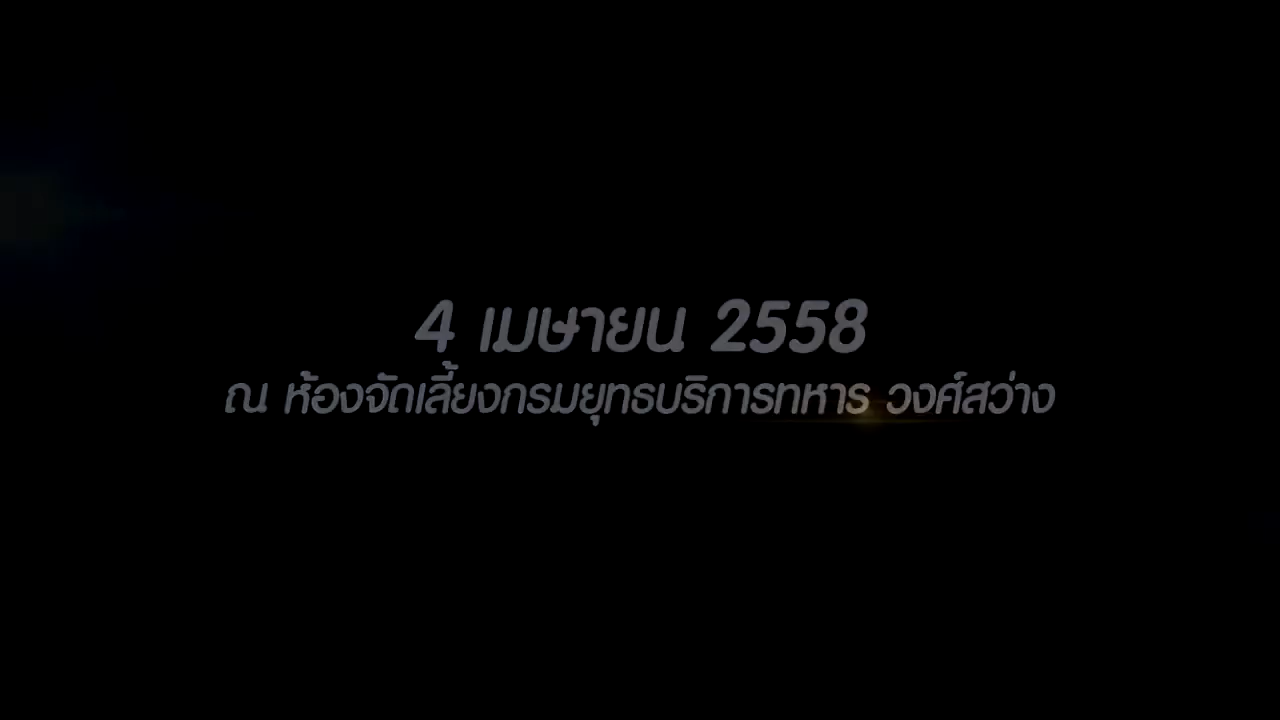 4 เมษายน 2558
ณ ห้องจัดเลี้ยงกรมยุทธบริการทหาร วงศ์สว่าง